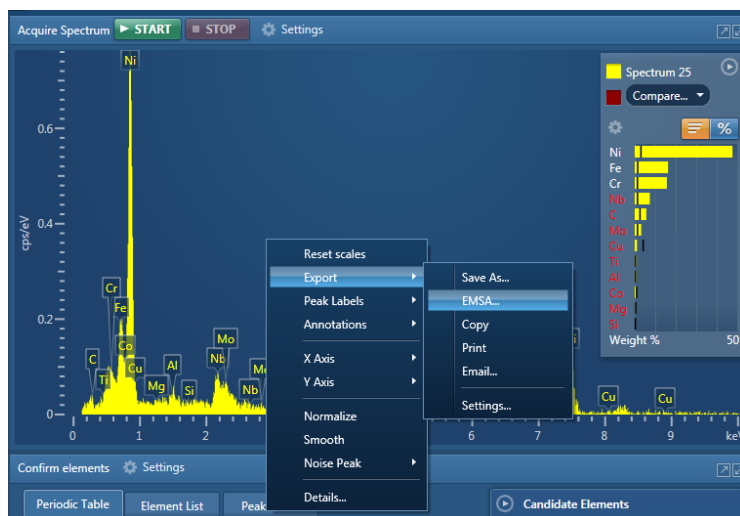 Acquire Spectrum START STOP Settings
Ni
Spectrum 25
Compare...
%
0.6
Ni
Fe
Cr
Nb
C
Mo
Cu
Ti
Al
Co
Mg
Si
Weight % 50
cps/eV
0.4
0.2
0
Cr
Fe
Co
C
Ti
Cu
Mg
Al
Si
Nb
Mo
Nb
Cu
Cu
0 1 2 6 7 8 9
Reset scales
Export
Peak Labels
Annotations
X Axis
Y Axis
Normalize
Smooth
Noise Peak
Details...
Save As...
EMSA...
Copy
Print
Email...
Settings...
Confirm elements Settings
Periodic Table Element List Peak
Candidate Elements